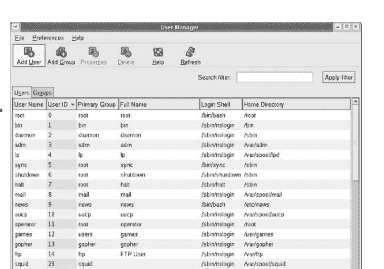 User Manager
File Preferences Help
Add User Add Group Properties Delete Help Refresh
Search filter: Apply filter
Users Groups
User Name User ID Primary Group Full Name Login Shell Home Directory
root 0 root root /bin/bash /root
bin 1 bin bin /sbin/nologin /bin
daemon 2 daemon daemon /sbin/nologin /sbin
adm 3 adm adm /sbin/nologin /var/adm
lp 4 lp lp /sbin/nologin /var/spool/lpd
sync 5 root sync /bin/sync /sbin
shutdown 6 root shutdown /sbin/shutdown /sbin
halt 7 root halt /sbin/halt /sbin
mail 8 mail mail /sbin/nologin /var/spool/mail
news 9 news news /bin/bash /etc/news
uucp 10 uucp uucp /sbin/nologin /var/spool/uucp
operator 11 root operator /sbin/nologin /root
games 12 users games /sbin/nologin /usr/games
gopher 13 gopher gopher /sbin/nologin /var/gopher
ftp 14 ftp FTP User /sbin/nologin /var/ftp
squid 23 squid /sbin/nologin /var/spool/squid